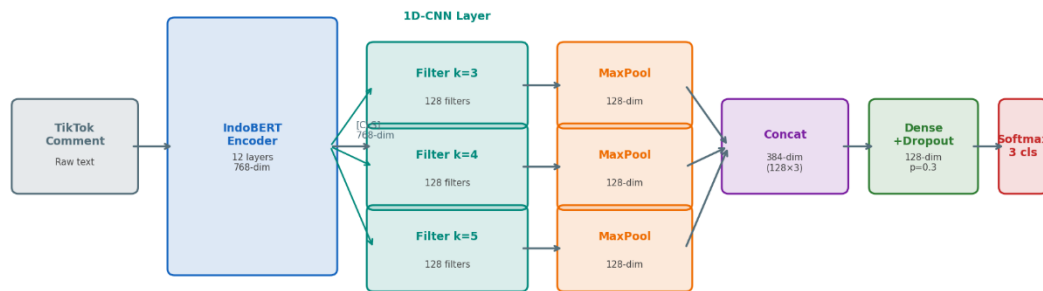 1D-CNN Layer
TikTok
Comment
Raw text
IndoBERT
Encoder
12 layers
768-dim
768-dim
Filter k=3
128 filters
Filter k=4
128 filters
Filter k=5
128 filters
MaxPool
128-dim
MaxPool
128-dim
MaxPool
128-dim
Concat
384-dim
(128×3)
Dense
+Dropout
128-dim
p=0.3
Softmax
3 cls